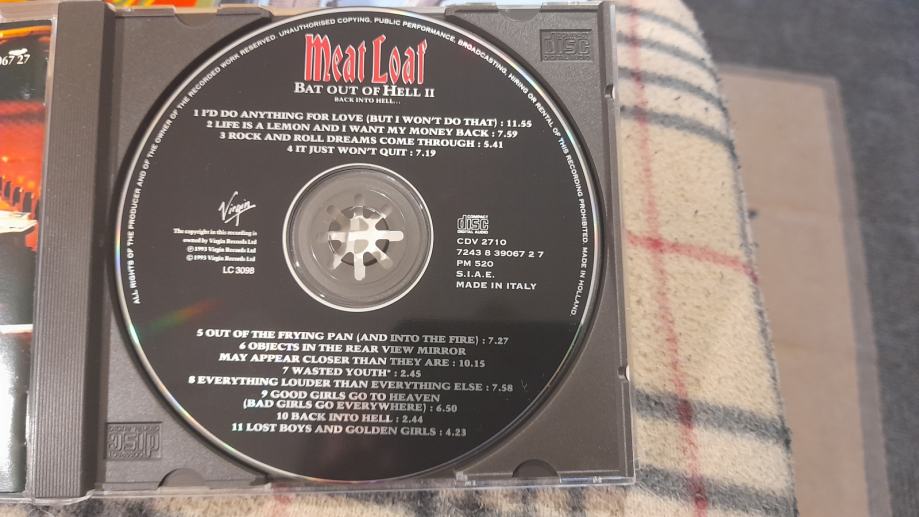 067 27
ALL RIGHTS OF THE PRODUCER AND OF THE OWNER OF THE RECORDED WORK RESERVED. UNAUTHORISED COPYING, PUBLIC PERFORMANCE, BROADCASTING, HIRING OR RENTAL OF THIS RECORDING PROHIBITED. MADE IN HOLLAND.
Meat Loaf
BAT OUT OF HELL II
BACK INTO HELL...
1 I'D DO ANYTHING FOR LOVE (BUT I WON'T DO THAT) : 11.55
2 LIFE IS A LEMON AND I WANT MY MONEY BACK : 7.59
3 ROCK AND ROLL DREAMS COME THROUGH : 5.41
4 IT JUST WON'T QUIT : 7.19
Virgin
The copyright in this recording is
owned by Virgin Records Ltd
℗ 1993 Virgin Records Ltd
© 1993 Virgin Records Ltd
LC 3098
COMPACT
disc
DIGITAL AUDIO
CDV 2710
7243 8 39067 2 7
PM 520
S.I.A.E.
MADE IN ITALY
5 OUT OF THE FRYING PAN (AND INTO THE FIRE) : 7.27
6 OBJECTS IN THE REAR VIEW MIRROR
MAY APPEAR CLOSER THAN THEY ARE : 10.15
7 WASTED YOUTH* : 2.45
8 EVERYTHING LOUDER THAN EVERYTHING ELSE : 7.58
9 GOOD GIRLS GO TO HEAVEN
(BAD GIRLS GO EVERYWHERE) : 6.50
10 BACK INTO HELL : 2.44
11 LOST BOYS AND GOLDEN GIRLS : 4.23
disc
disc